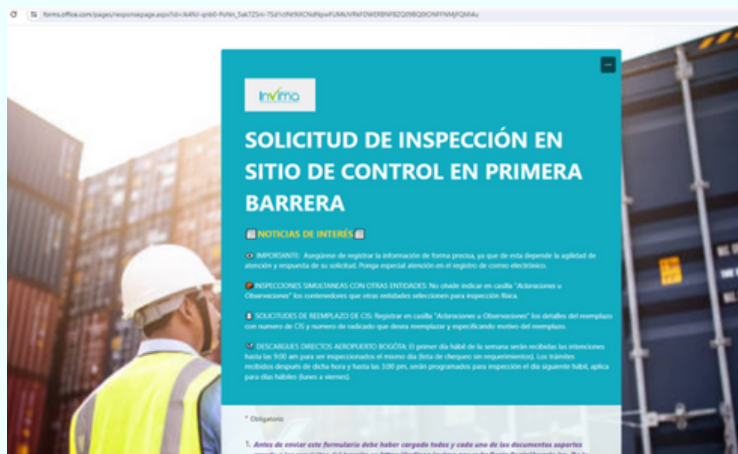 invima
SOLICITUD DE INSPECCIÓN EN
SITIO DE CONTROL EN PRIMERA
BARRERA
NOTICIAS DE INTERÉS
IMPORTANTE: Asegúrese de registrar la información de forma precisa, ya que de esta depende la agilidad de
atención y respuesta de su solicitud. Ponga especial atención en el registro de correo electrónico.
INSPECCIONES SIMULTANEAS CON OTRAS ENTIDADES: No olvide indicar en casilla "Aclaraciones u
Observaciones" los contenedores que otras entidades seleccionen para inspección física.
SOLICITUDES DE REEMPLAZO DE CIS: Registrar en casilla "Aclaraciones u Observaciones" los detalles del reemplazo
con numero de CIS y numero de radicado que desea reemplazar y especificando motivo del reemplazo.
DESCARGUES DIRECTOS AEROPUERTO BOGÓTA: El primer día hábil de la semana serán recibidas las intenciones
hasta las 9:00 am para ser inspeccionados el mismo día (lista de chequeo sin requerimientos). Los trámites
recibidos después de dicha hora y hasta las 3:00 pm, serán programados para inspección el día siguiente hábil, aplica
para días hábiles (lunes a viernes).
* Obligatorio
1. Antes de enviar este formulario debe haber cargado todos y cada uno de los documentos soportes